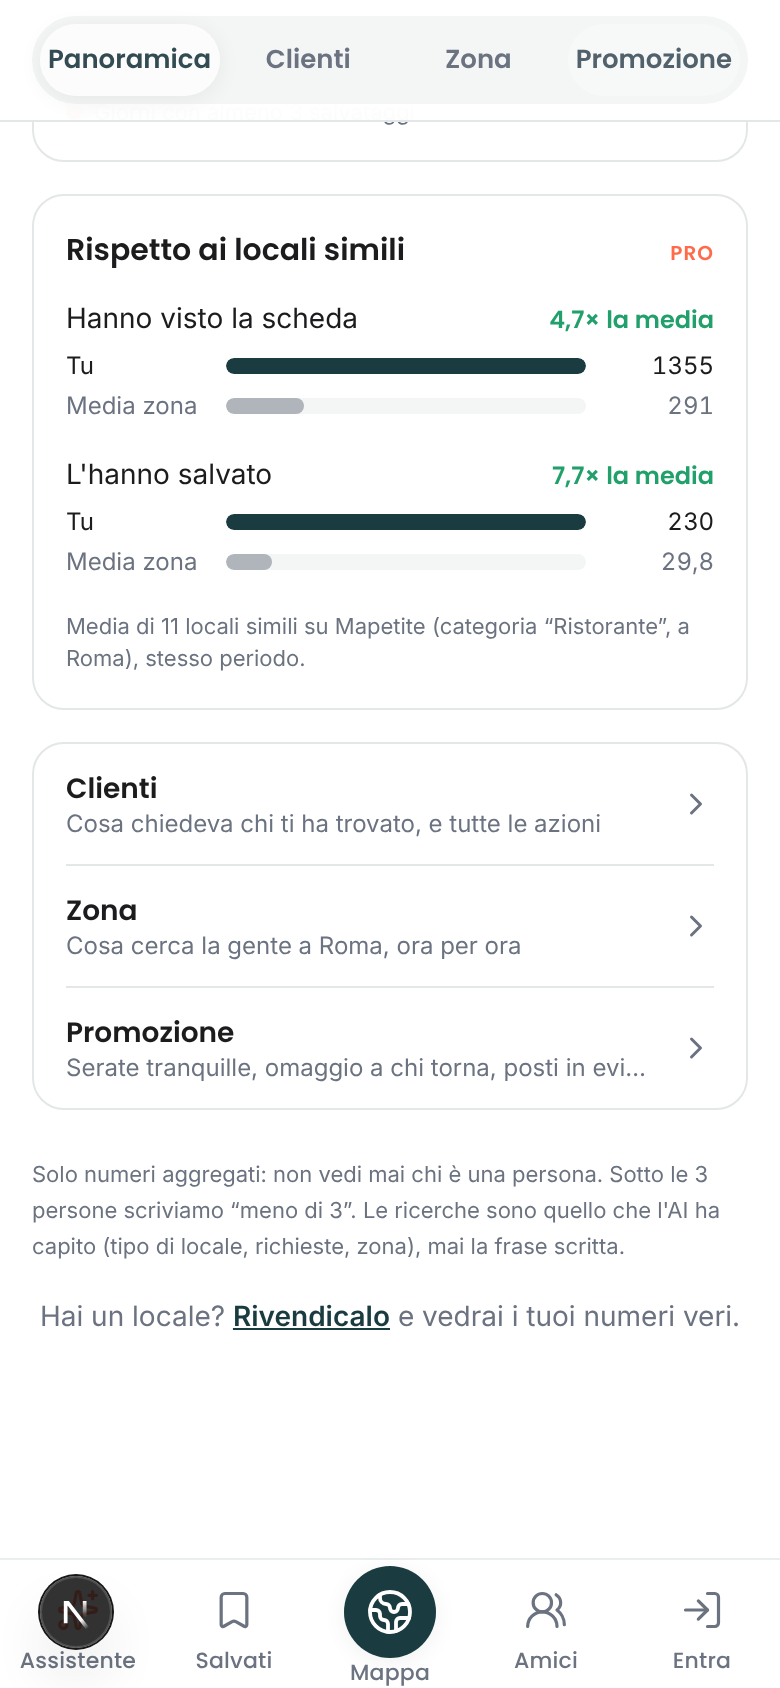 Panoramica Clienti Zona Promozione
Rispetto ai locali simili PRO
Hanno visto la scheda 4,7× la media
Tu 1355
Media zona 291
L'hanno salvato 7,7× la media
Tu 230
Media zona 29,8
Media di 11 locali simili su Mapetite (categoria “Ristorante”, a
Roma), stesso periodo.
Clienti
Cosa chiedeva chi ti ha trovato, e tutte le azioni
Zona
Cosa cerca la gente a Roma, ora per ora
Promozione
Serate tranquille, omaggio a chi torna, posti in evi...
Solo numeri aggregati: non vedi mai chi è una persona. Sotto le 3
persone scriviamo “meno di 3”. Le ricerche sono quello che l'AI ha
capito (tipo di locale, richieste, zona), mai la frase scritta.
Hai un locale? Rivendicalo e vedrai i tuoi numeri veri.
N
Assistente Salvati Mappa Amici Entra